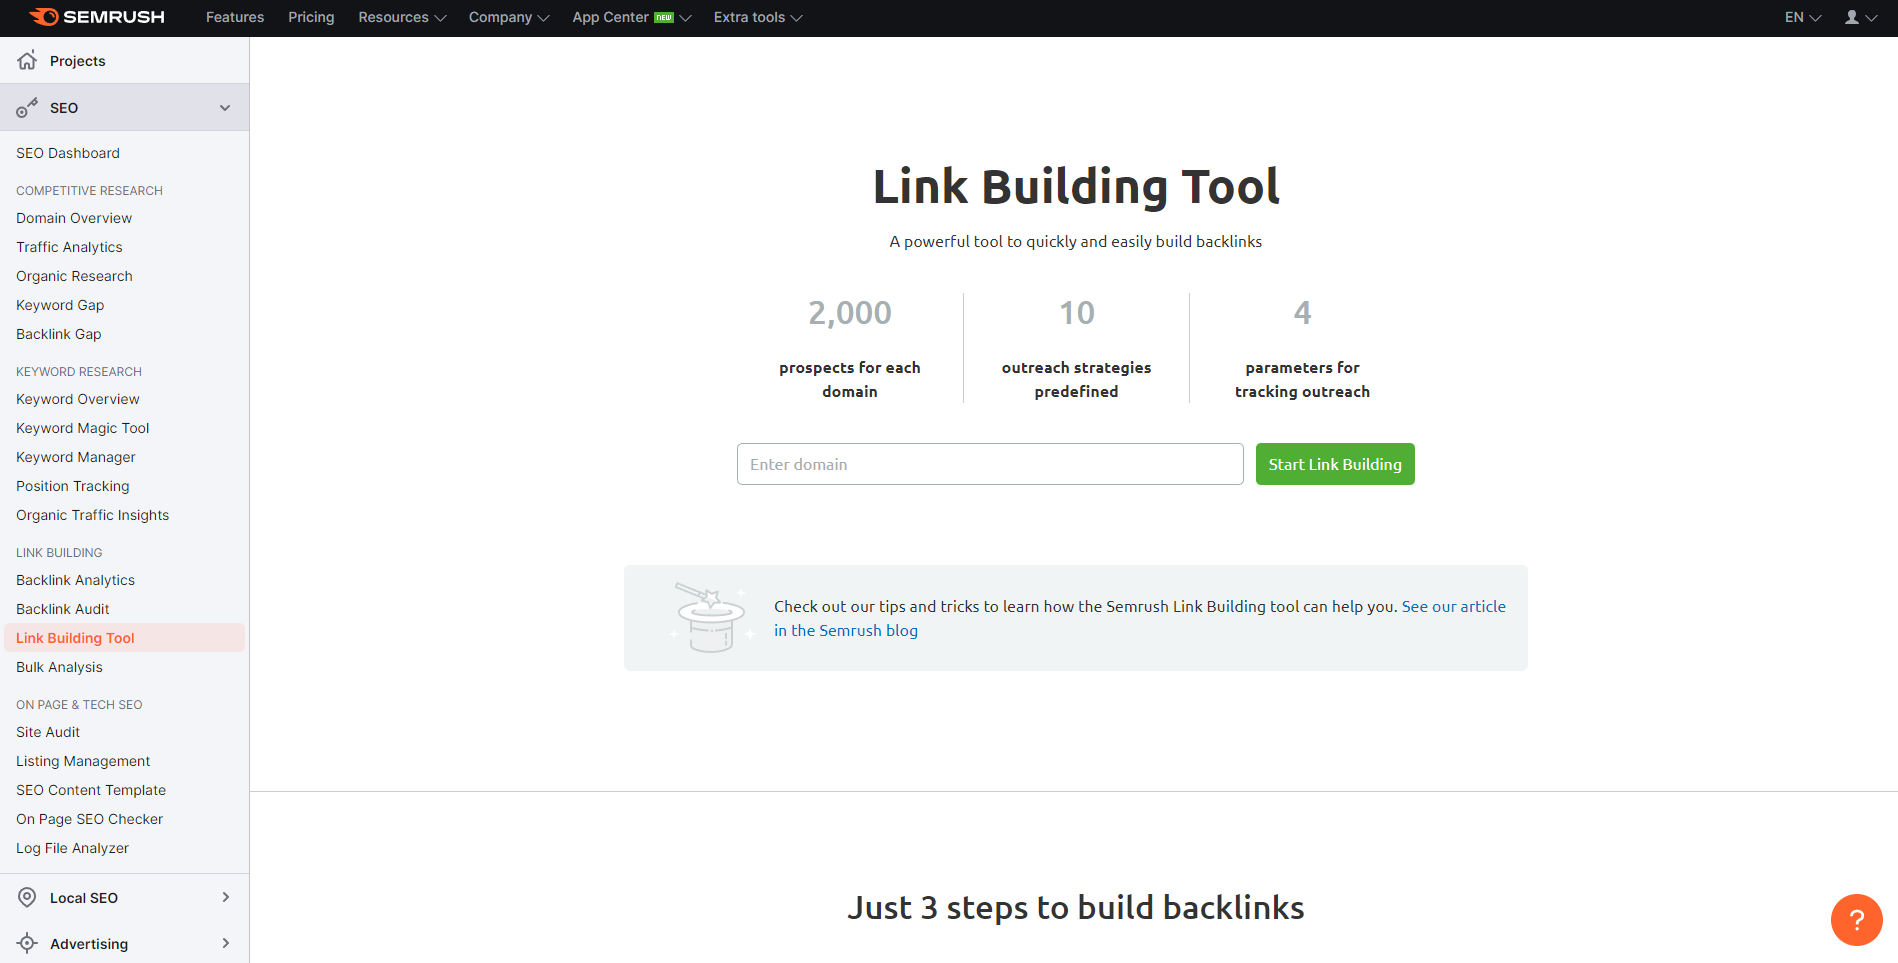 SEMRUSH
Features
Pricing
Resources
Company
App Center NEW
Extra tools
EN
Projects
SEO
SEO Dashboard
COMPETITIVE RESEARCH
Domain Overview
Traffic Analytics
Organic Research
Keyword Gap
Backlink Gap
KEYWORD RESEARCH
Keyword Overview
Keyword Magic Tool
Keyword Manager
Position Tracking
Organic Traffic Insights
LINK BUILDING
Backlink Analytics
Backlink Audit
Link Building Tool
Bulk Analysis
ON PAGE & TECH SEO
Site Audit
Listing Management
SEO Content Template
On Page SEO Checker
Log File Analyzer
Local SEO
Advertising
Link Building Tool
A powerful tool to quickly and easily build backlinks
2,000
prospects for each
domain
10
outreach strategies
predefined
4
parameters for
tracking outreach
Enter domain
Start Link Building
Check out our tips and tricks to learn how the Semrush Link Building tool can help you. See our article
in the Semrush blog
Just 3 steps to build backlinks
?